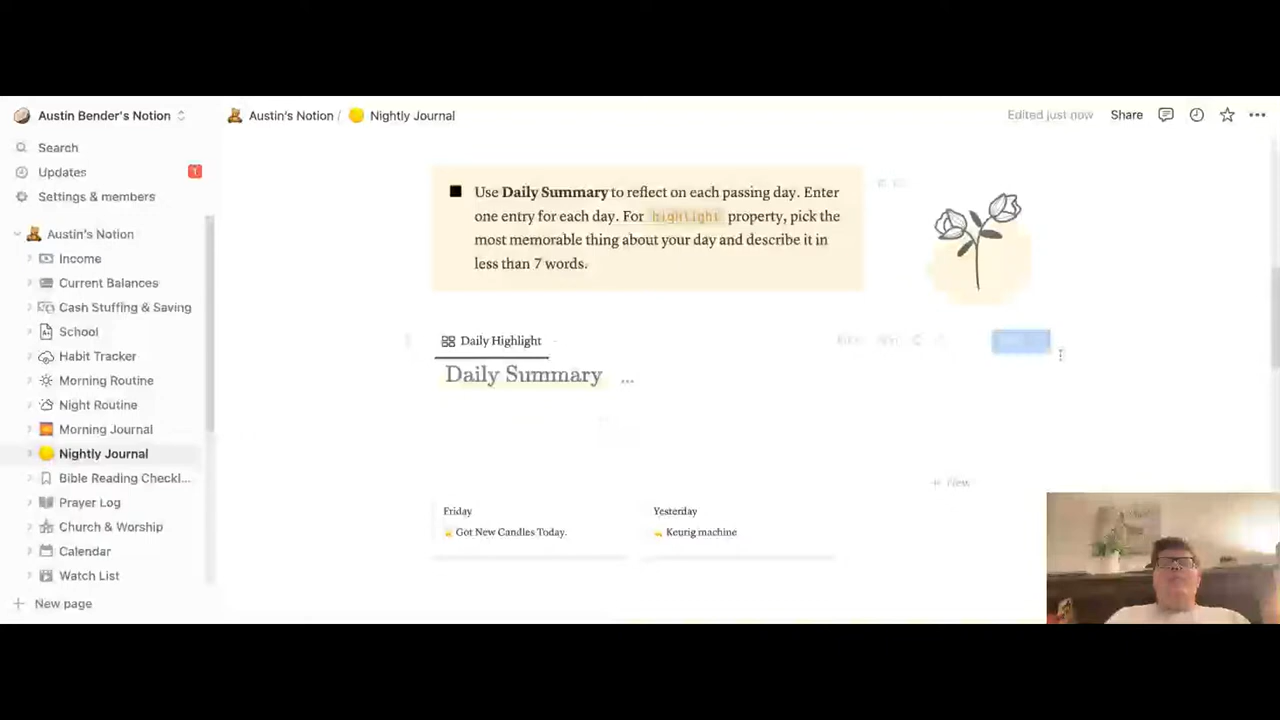 Austin Bender's Notion
Austin's Notion / Nightly Journal
Edited just now
Share
Search
Updates
1
Settings & members
Austin's Notion
Income
Current Balances
Cash Stuffing & Saving
School
Habit Tracker
Morning Routine
Night Routine
Morning Journal
Nightly Journal
Bible Reading Checkl...
Prayer Log
Church & Worship
Calendar
Watch List
New page
Use Daily Summary to reflect on each passing day. Enter
one entry for each day. For highlight property, pick the
most memorable thing about your day and describe it in
less than 7 words.
Daily Highlight
Daily Summary ...
+ New
Friday
Got New Candles Today.
Yesterday
Keurig machine